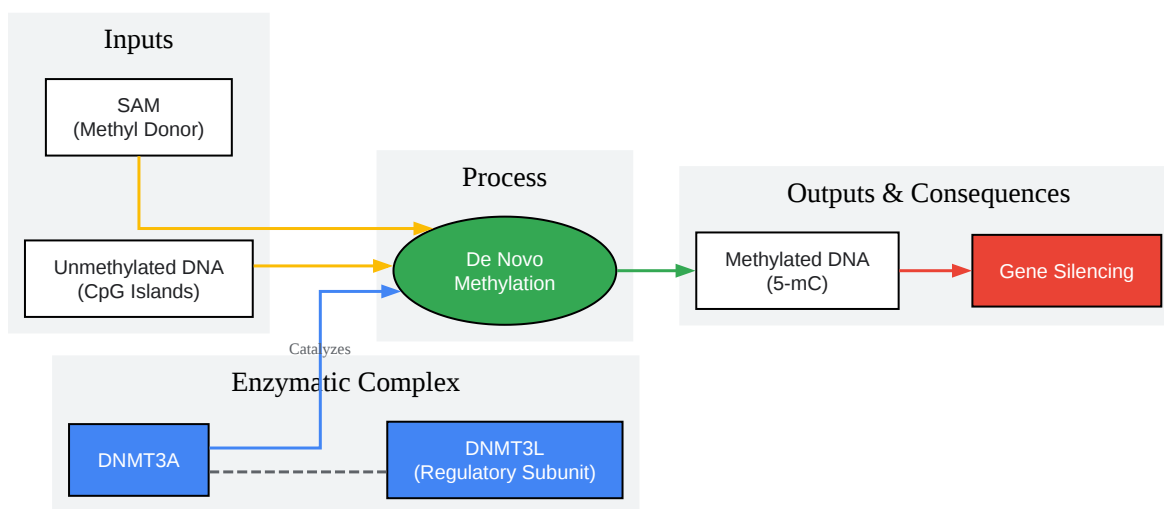 Inputs
SAM
(Methyl Donor)
Unmethylated DNA
(CpG Islands)
Process
De Novo
Methylation
Outputs & Consequences
Methylated DNA
(5-mC)
Gene Silencing
Catalyzes
Enzymatic Complex
DNMT3A
DNMT3L
(Regulatory Subunit)